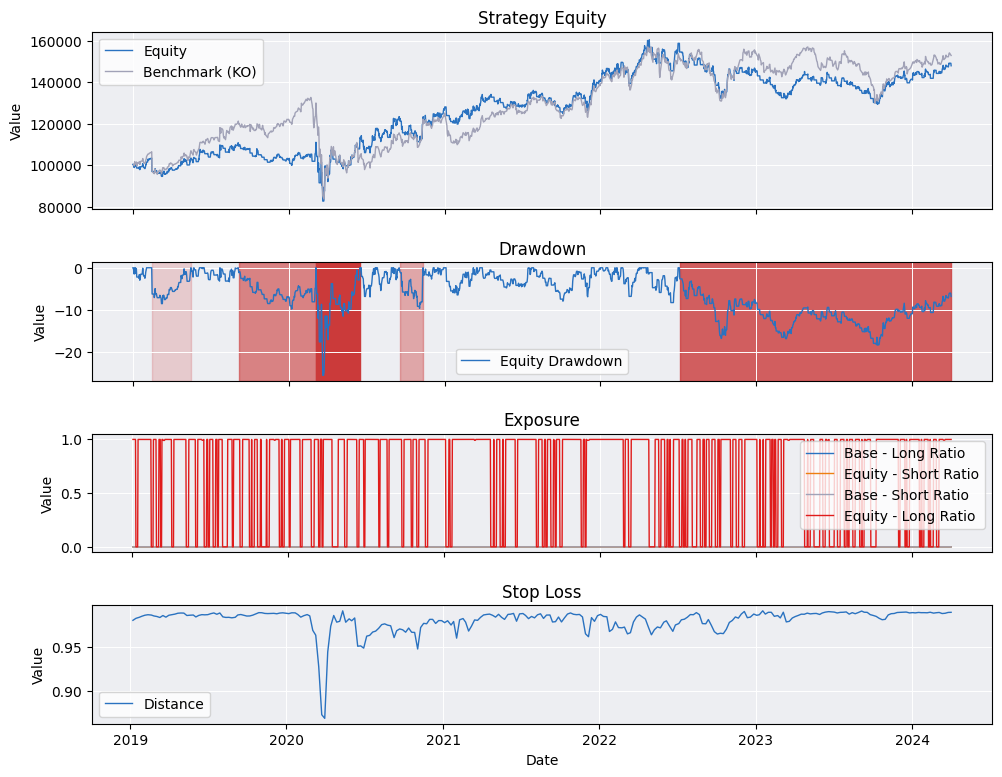 Strategy Equity
Value
160000
140000
120000
100000
80000
Equity
Benchmark (KO)
Drawdown
Value
0
−10
−20
Equity Drawdown
Exposure
Value
1.0
0.5
0.0
Base - Long Ratio
Equity - Short Ratio
Base - Short Ratio
Equity - Long Ratio
Stop Loss
Value
0.95
0.90
Distance
2019 2020 2021 2022 2023 2024
Date